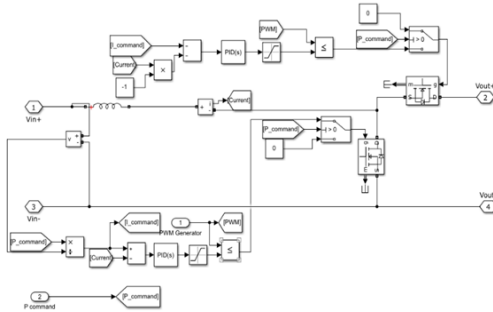 0
[PWM]
[I_command]
[P_command]
> 0
PID(s)
≤
[Current]
×
-1
m
g
S
D
Vout+
2
1
Vin+
[Current]
v
[P_command]
> 0
0
3
Vin-
Vout
4
[I_command]
1
[PWM]
PWM Generator
[P_command]
×
÷
[Current]
PID(s)
≤
2
P command
[P_command]